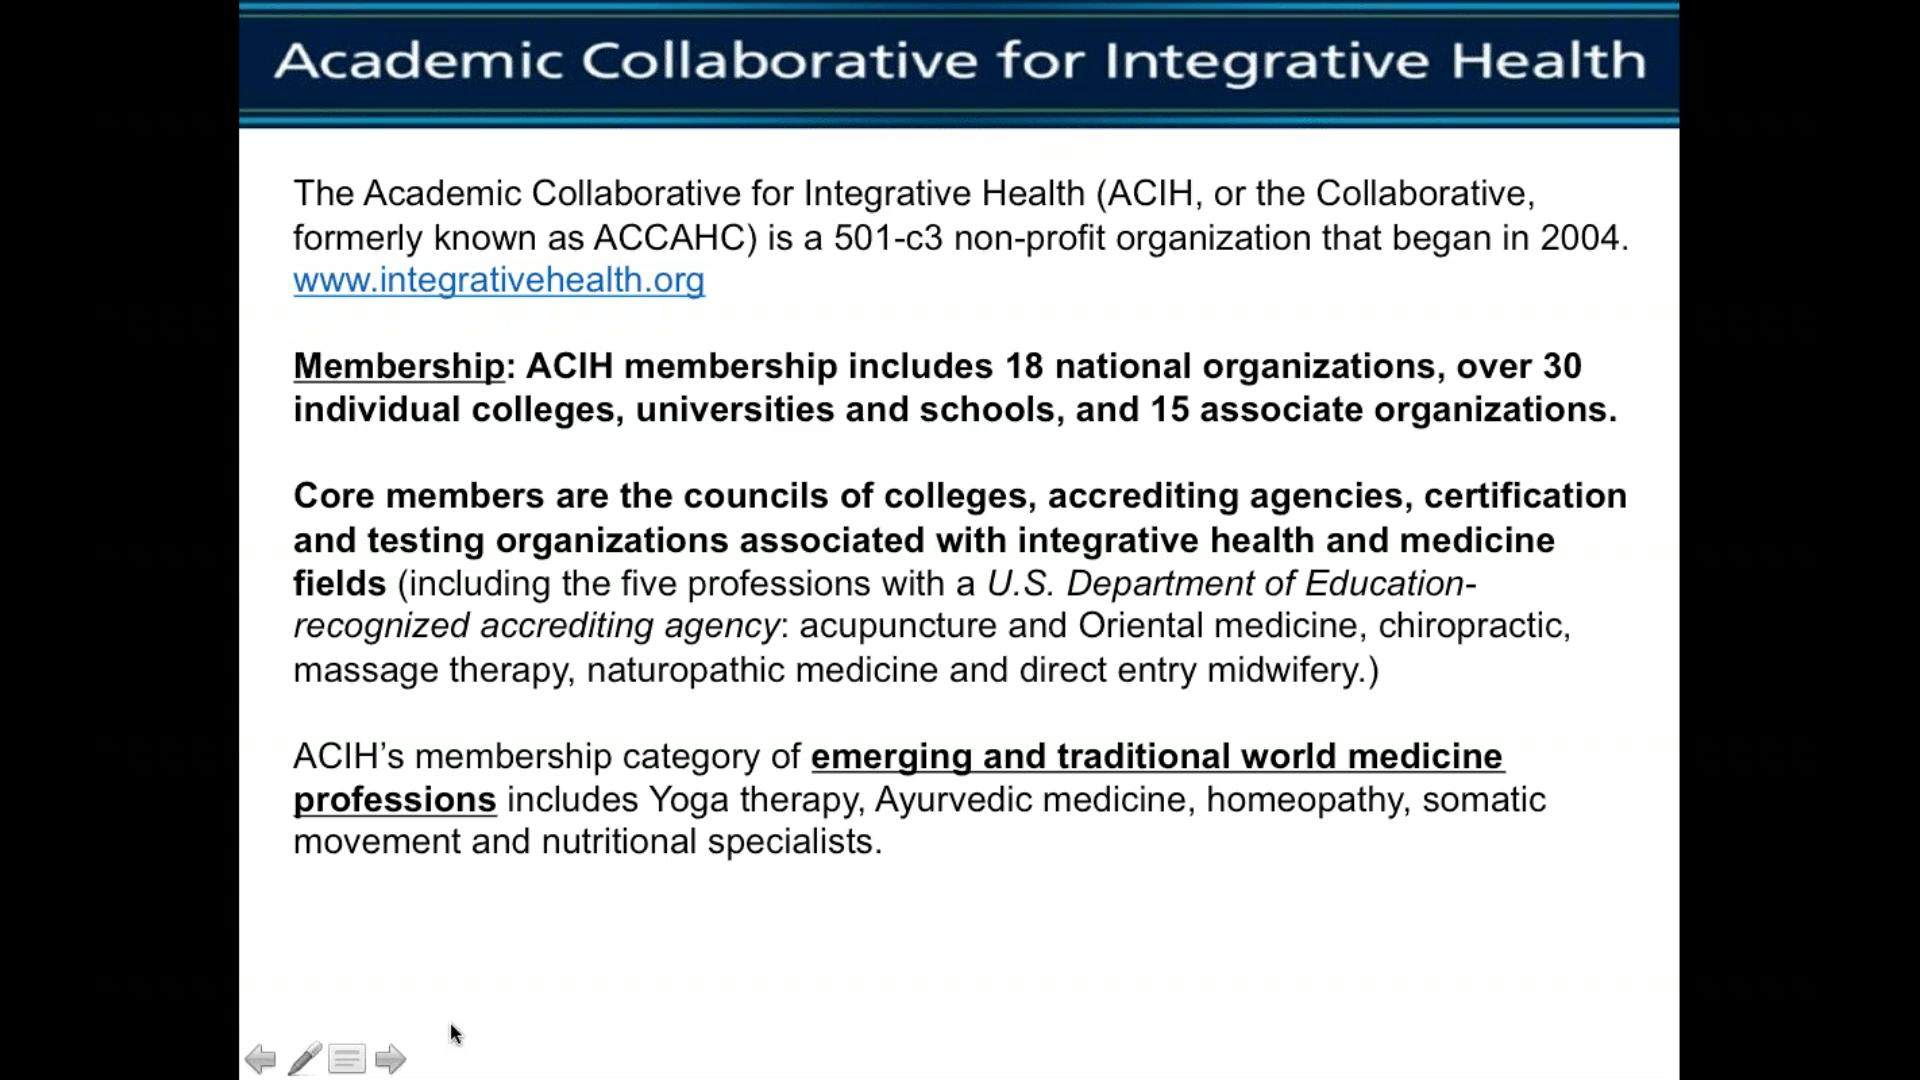 Academic Collaborative for Integrative Health
The Academic Collaborative for Integrative Health (ACIH, or the Collaborative,
formerly known as ACCAHC) is a 501-c3 non-profit organization that began in 2004.
www.integrativehealth.org
Membership: ACIH membership includes 18 national organizations, over 30
individual colleges, universities and schools, and 15 associate organizations.
Core members are the councils of colleges, accrediting agencies, certification
and testing organizations associated with integrative health and medicine
fields (including the five professions with a U.S. Department of Education-
recognized accrediting agency: acupuncture and Oriental medicine, chiropractic,
massage therapy, naturopathic medicine and direct entry midwifery.)
ACIH’s membership category of emerging and traditional world medicine
professions includes Yoga therapy, Ayurvedic medicine, homeopathy, somatic
movement and nutritional specialists.